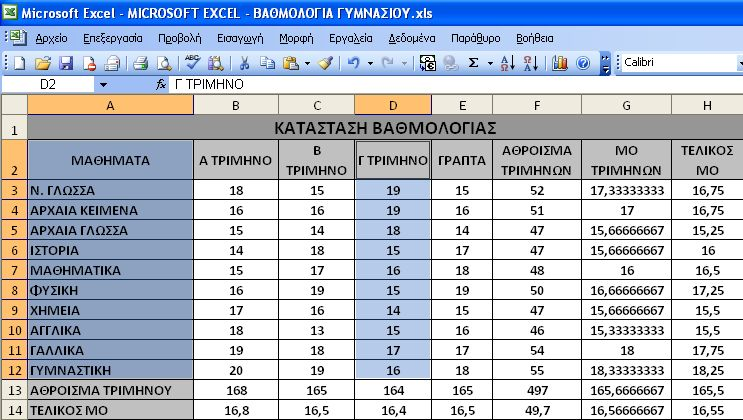 Microsoft Excel - MICROSOFT EXCEL - ΒΑΘΜΟΛΟΓΙΑ ΓΥΜΝΑΣΙΟΥ.xls
Αρχείο Επεξεργασία Προβολή Εισαγωγή Μορφή Εργαλεία Δεδομένα Παράθυρο Βοήθεια
Calibri
D2 fx Γ ΤΡΙΜΗΝΟ
A B C D E F G H
1 ΚΑΤΑΣΤΑΣΗ ΒΑΘΜΟΛΟΓΙΑΣ
2 ΜΑΘΗΜΑΤΑ Α ΤΡΙΜΗΝΟ Β ΤΡΙΜΗΝΟ Γ ΤΡΙΜΗΝΟ ΓΡΑΠΤΑ ΑΘΡΟΙΣΜΑ ΤΡΙΜΗΝΩΝ ΜΟ ΤΡΙΜΗΝΩΝ ΤΕΛΙΚΟΣ ΜΟ
3 Ν. ΓΛΩΣΣΑ 18 15 19 15 52 17,33333333 16,75
4 ΑΡΧΑΙΑ ΚΕΙΜΕΝΑ 16 16 19 16 51 17 16,75
5 ΑΡΧΑΙΑ ΓΛΩΣΣΑ 15 14 18 14 47 15,66666667 15,25
6 ΙΣΤΟΡΙΑ 14 18 15 17 47 15,66666667 16
7 ΜΑΘΗΜΑΤΙΚΑ 15 17 16 18 48 16 16,5
8 ΦΥΣΙΚΗ 16 19 15 19 50 16,66666667 17,25
9 ΧΗΜΕΙΑ 17 16 14 15 47 15,66666667 15,5
10 ΑΓΓΛΙΚΑ 18 13 15 16 46 15,33333333 15,5
11 ΓΑΛΛΙΚΑ 19 18 17 17 54 18 17,75
12 ΓΥΜΝΑΣΤΙΚΗ 20 19 16 18 55 18,33333333 18,25
13 ΑΘΡΟΙΣΜΑ ΤΡΙΜΗΝΟΥ 168 165 164 165 497 165,6666667 165,5
14 ΤΕΛΙΚΟΣ ΜΟ 16,8 16,5 16,4 16,5 49,7 16,56666667 16,55